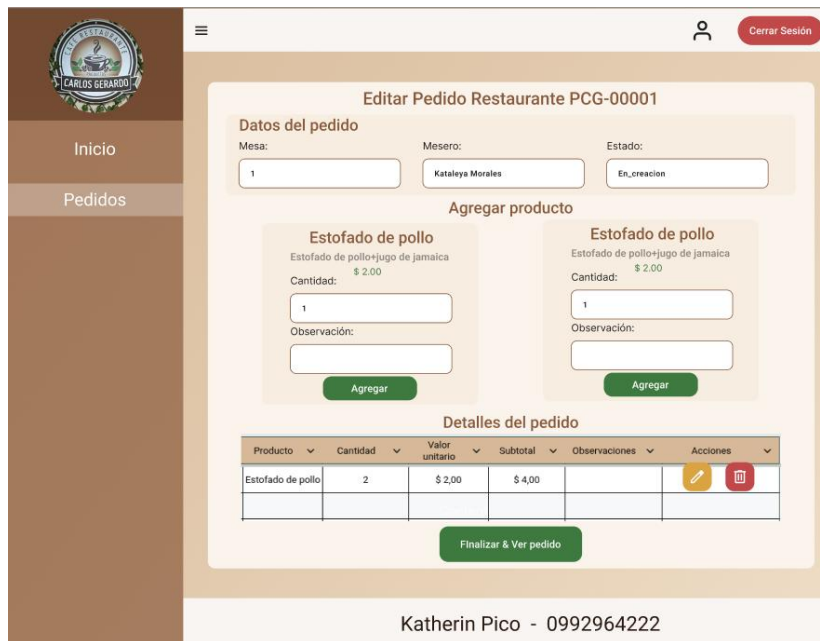 CAFÉ RESTAURANTE
CARLOS GERARDO
Cerrar Sesión
Inicio
Pedidos
Editar Pedido Restaurante PCG-00001
Datos del pedido
Mesa: Mesero: Estado:
1 Kataleya Morales En_creacion
Agregar producto
Estofado de pollo
Estofado de pollo+jugo de jamaica
$ 2.00
Cantidad:
1
Observación:
Agregar
Estofado de pollo
Estofado de pollo+jugo de jamaica
$ 2.00
Cantidad:
1
Observación:
Agregar
Detalles del pedido
Producto Cantidad Valor unitario Subtotal Observaciones Acciones
Estofado de pollo 2 $ 2,00 $ 4,00
FInalizar & Ver pedido
Katherin Pico - 0992964222